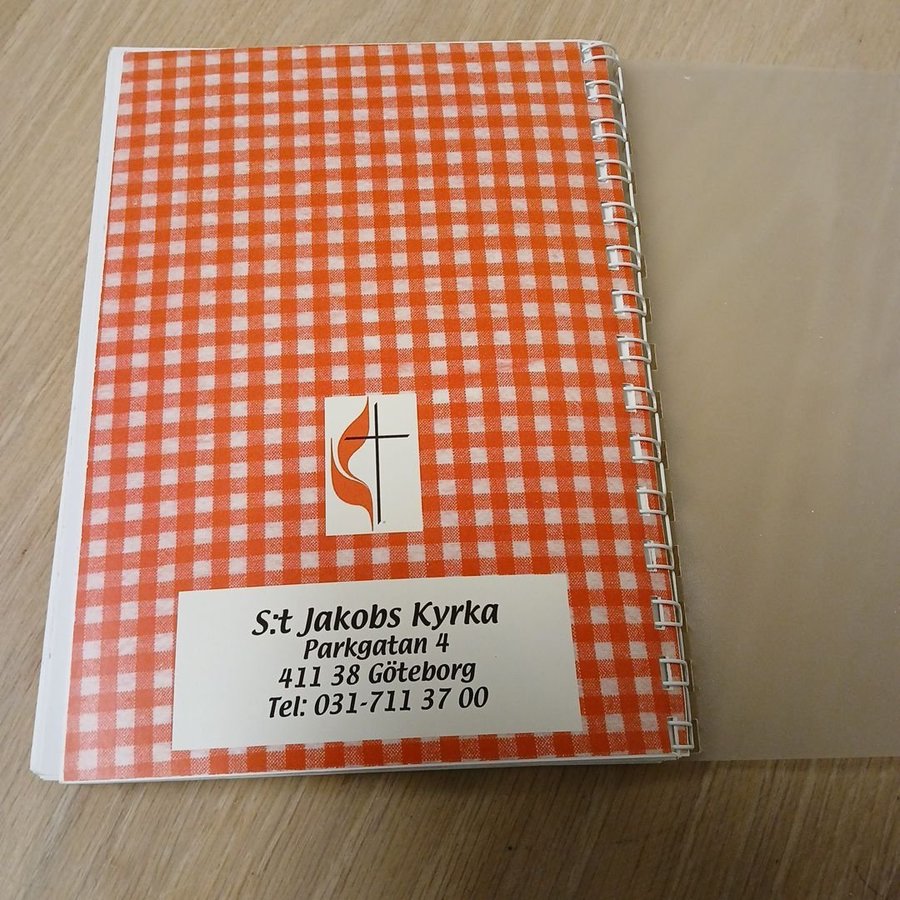 S:t Jakobs Kyrka
Parkgatan 4
411 38 Göteborg
Tel: 031-711 37 00